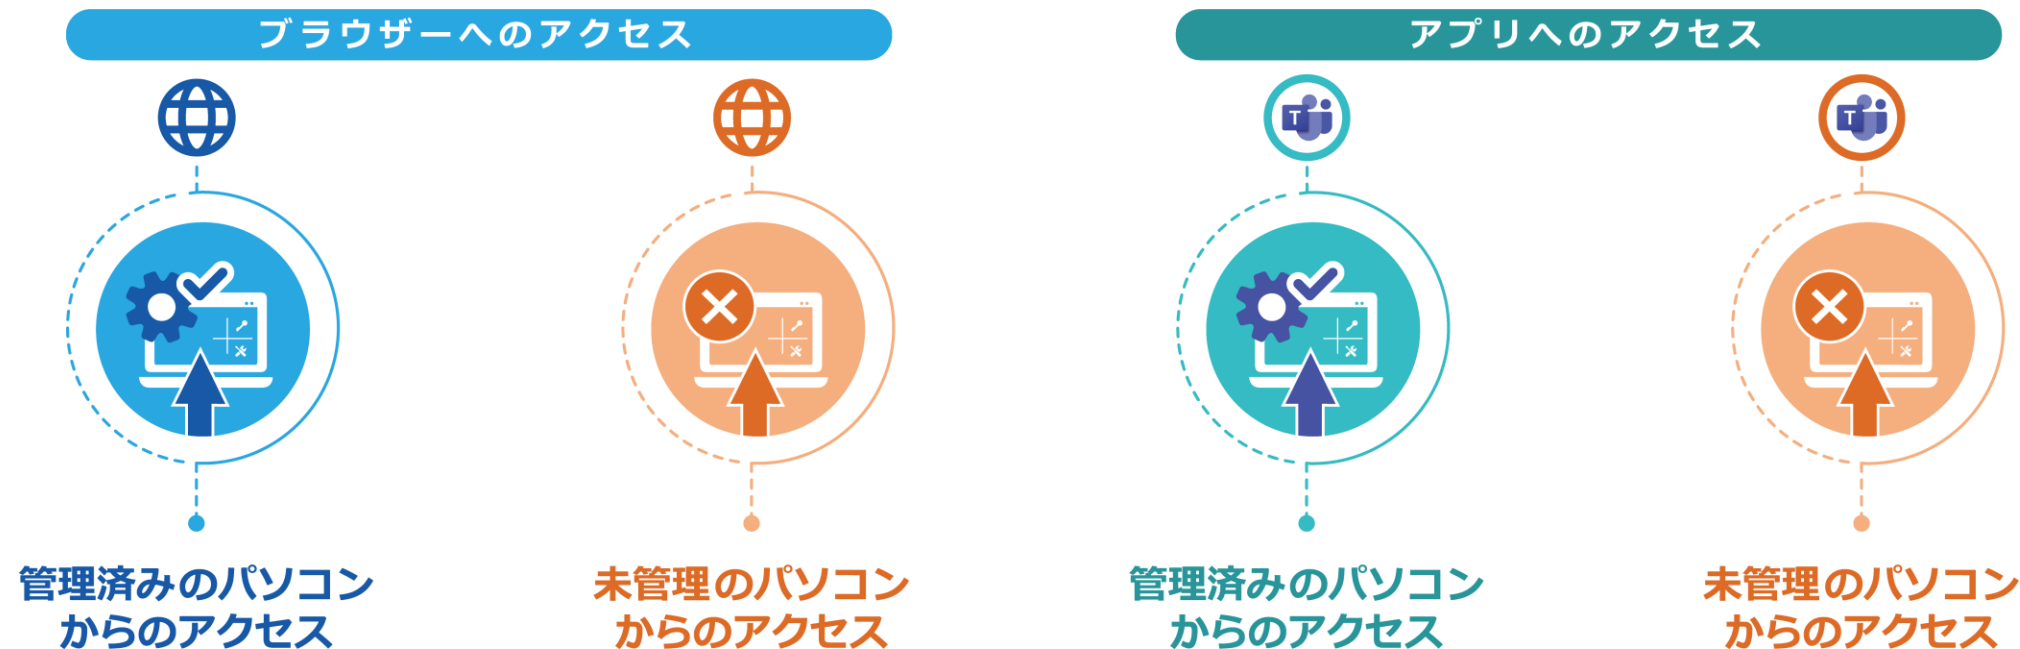 ブラウザーへのアクセス
アプリへのアクセス
T
T
管理済みのパソコン
からのアクセス
未管理のパソコン
からのアクセス
管理済みのパソコン
からのアクセス
未管理のパソコン
からのアクセス